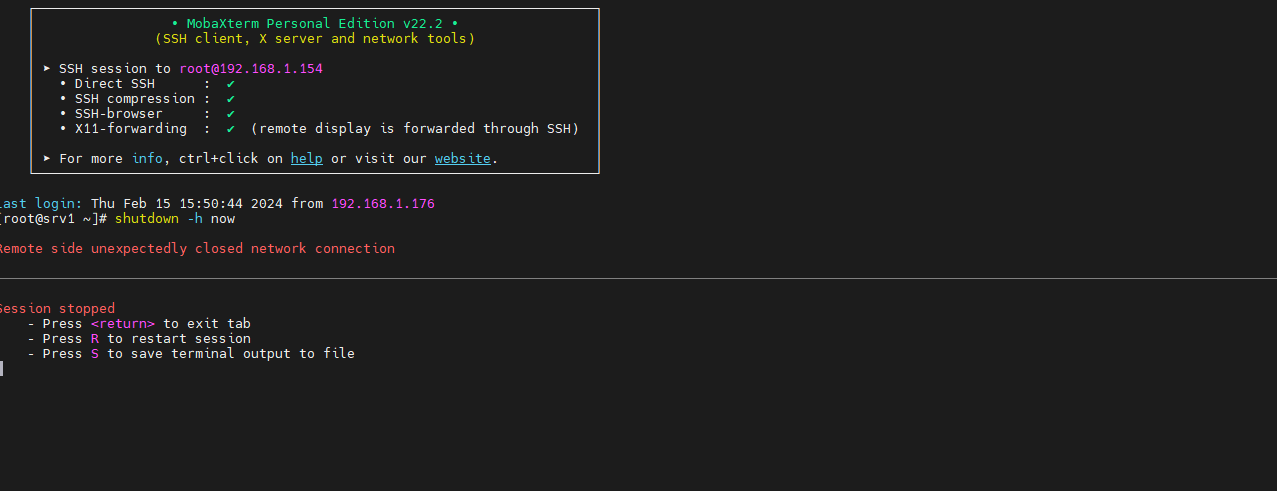 • MobaXterm Personal Edition v22.2 •
(SSH client, X server and network tools)
➤ SSH session to root@192.168.1.154
• Direct SSH : ✔
• SSH compression : ✔
• SSH-browser : ✔
• X11-forwarding : ✔ (remote display is forwarded through SSH)
➤ For more info, ctrl+click on help or visit our website.
Last login: Thu Feb 15 15:50:44 2024 from 192.168.1.176
[root@srv1 ~]# shutdown -h now
Remote side unexpectedly closed network connection
Session stopped
- Press <return> to exit tab
- Press R to restart session
- Press S to save terminal output to file